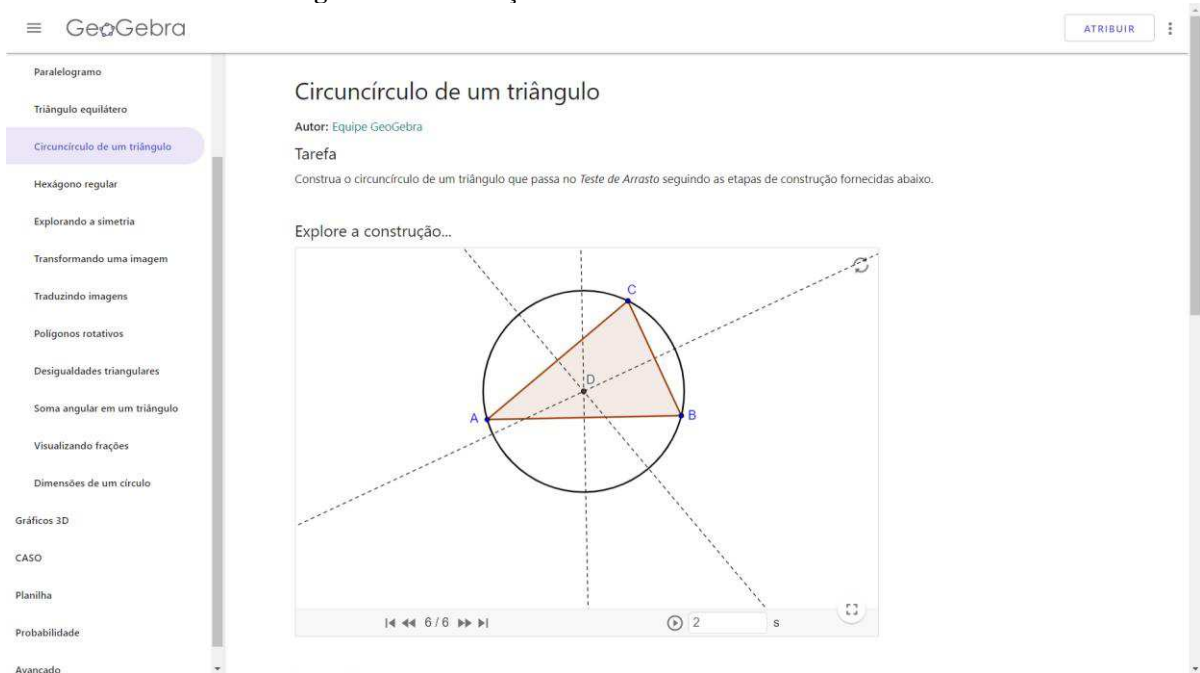 GeoGebra
ATRIBUIR
Paralelogramo
Triângulo equilátero
Circuncírculo de um triângulo
Hexágono regular
Explorando a simetria
Transformando uma imagem
Traduzindo imagens
Polígonos rotativos
Desigualdades triangulares
Soma angular em um triângulo
Visualizando frações
Dimensões de um círculo
Gráficos 3D
CASO
Planilha
Probabilidade
Avançado
Circuncírculo de um triângulo
Autor: Equipe GeoGebra
Tarefa
Construa o circuncírculo de um triângulo que passa no Teste de Arrasto seguindo as etapas de construção fornecidas abaixo.
Explore a construção...
C
D
A
B
6 / 6
2 s